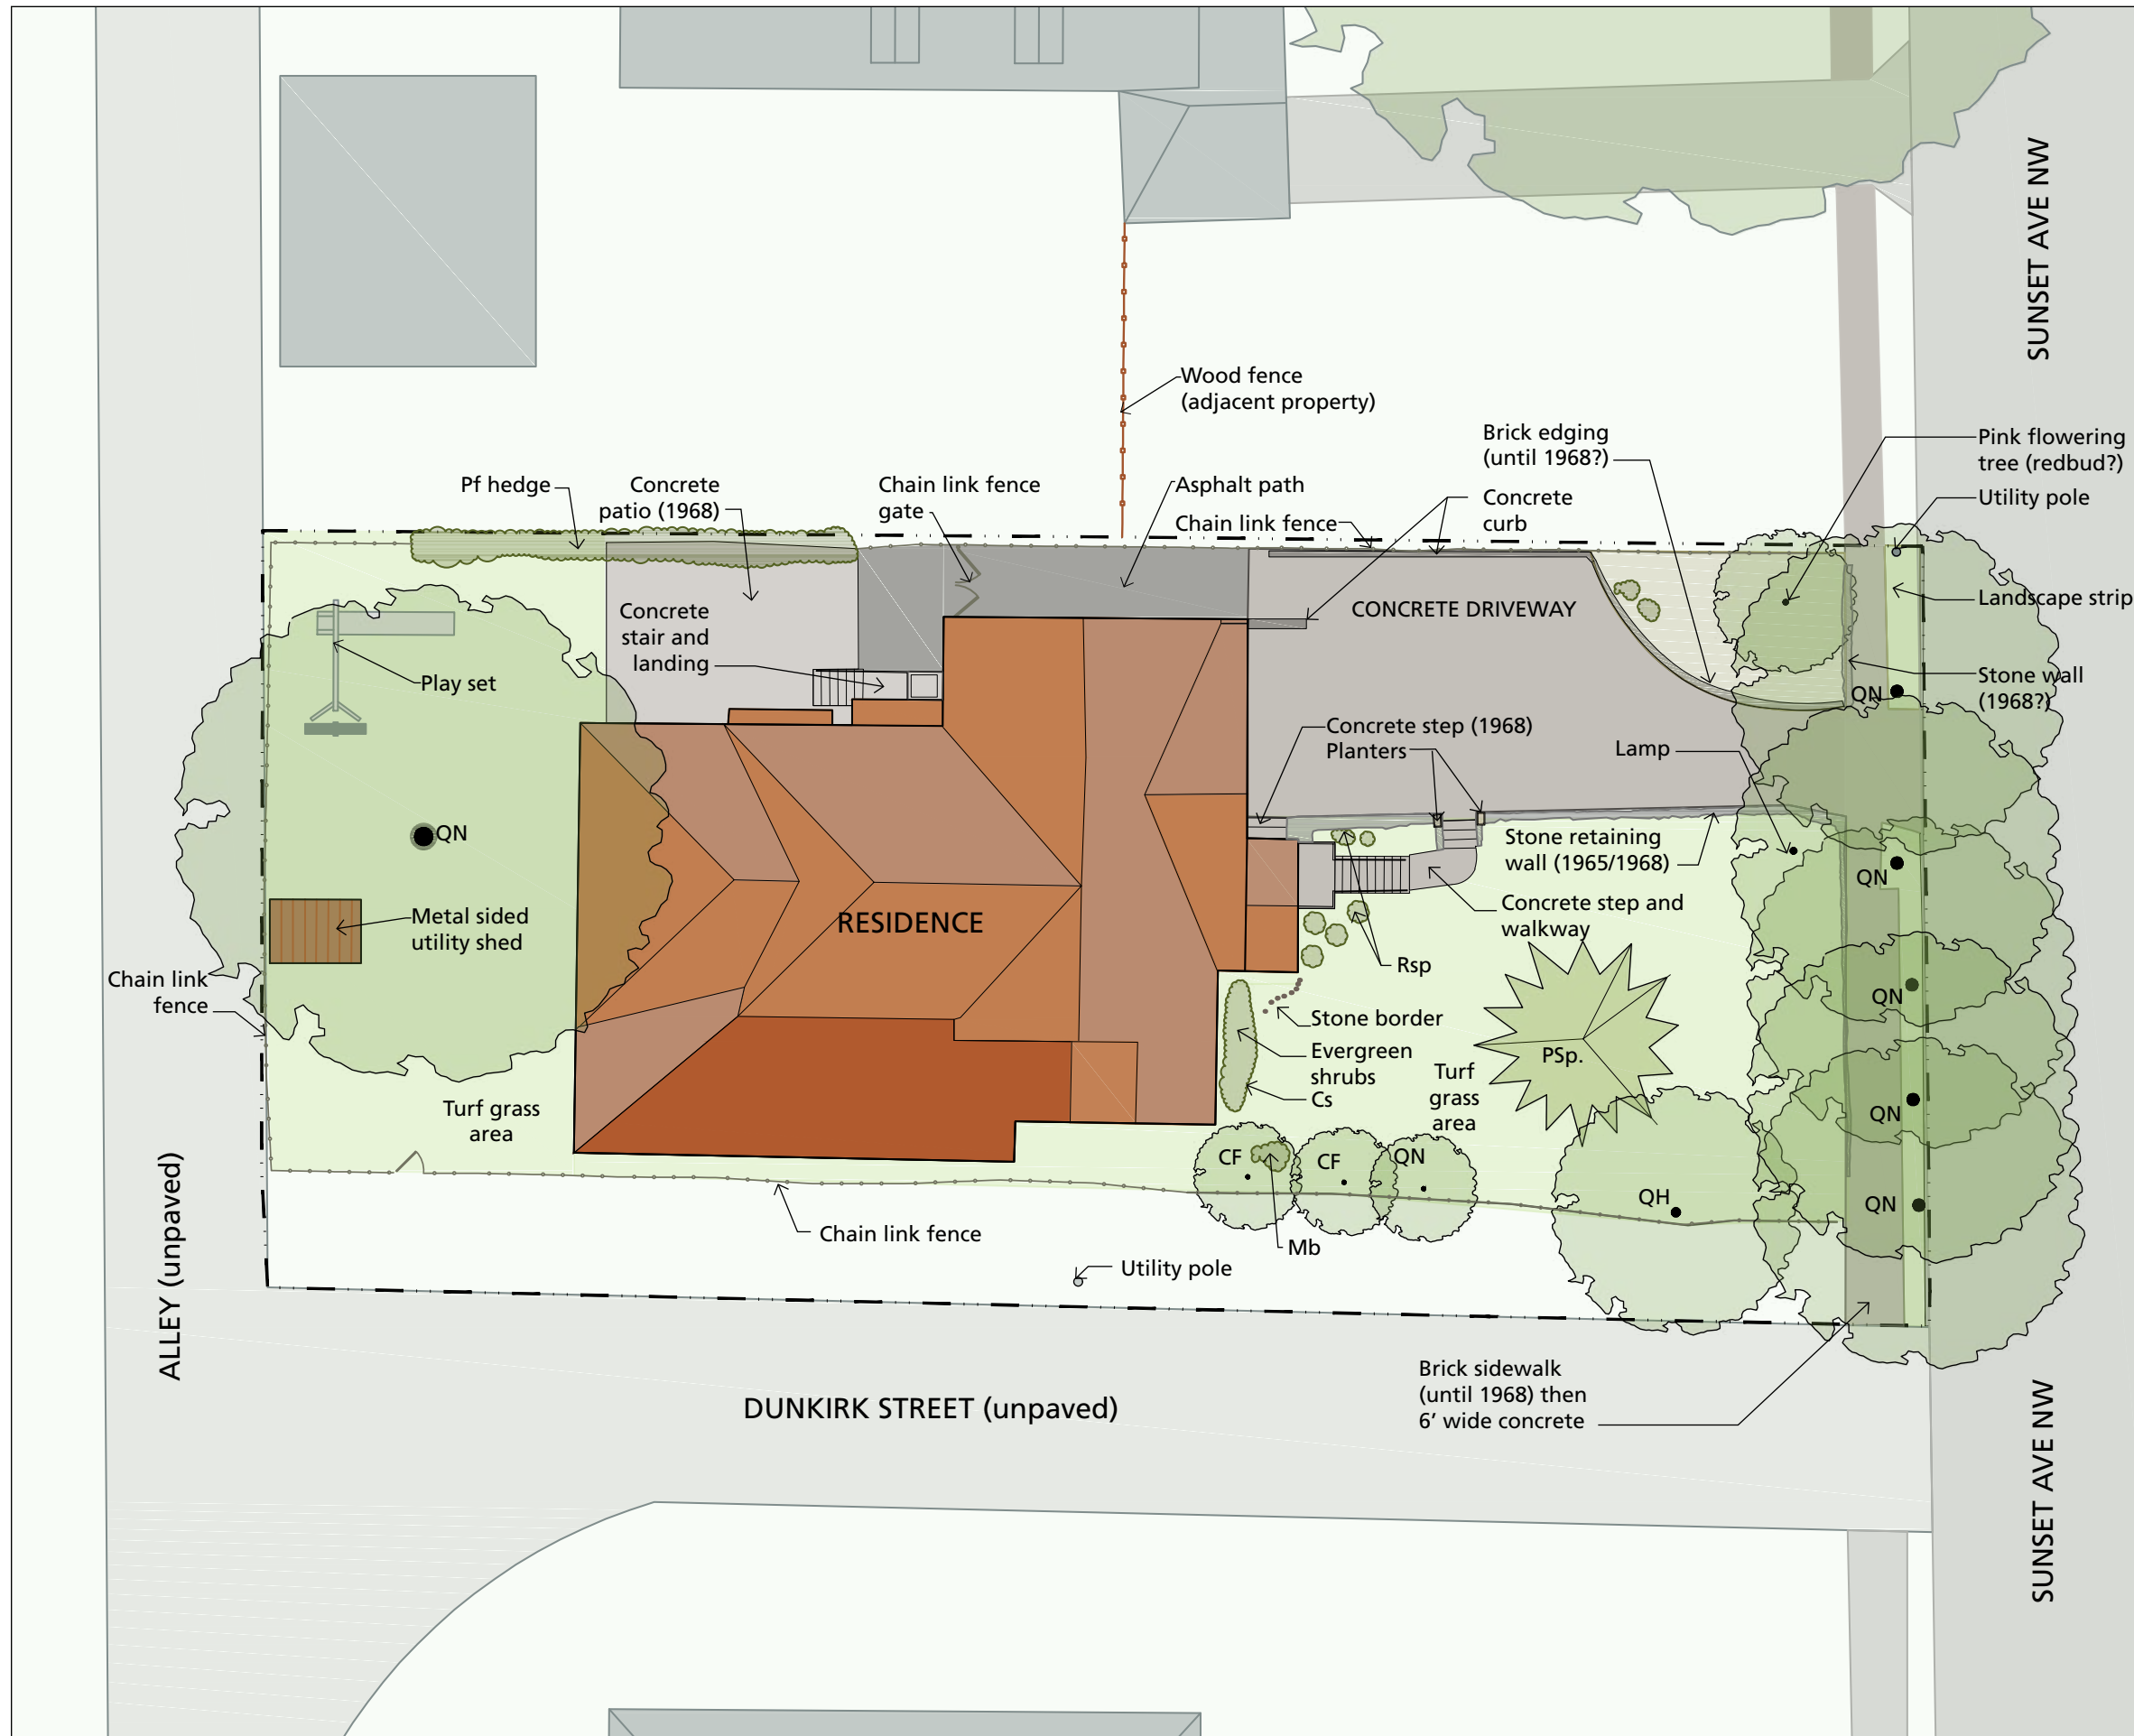 SUNSET AVE NW
Wood fence
(adjacent property)
Brick edging
(until 1968?)
Pink flowering
tree (redbud?)
Pf hedge
Concrete
patio (1968)
Chain link fence
gate
Asphalt path
Chain link fence
Concrete
curb
Utility pole
Concrete
stair and
landing
CONCRETE DRIVEWAY
Landscape strip
Play set
Stone wall
(1968?)
QN
Concrete step (1968)
Planters
Lamp
QN
Stone retaining
wall (1965/1968)
QN
Metal sided
utility shed
RESIDENCE
Concrete step and
walkway
Chain link
fence
Rsp
QN
Stone border
Evergreen
shrubs
Cs
PSp.
Turf
grass
area
Turf grass
area
QN
CF
CF
QN
QH
QN
Chain link fence
Mb
Utility pole
ALLEY (unpaved)
Brick sidewalk
(until 1968) then
6’ wide concrete
DUNKIRK STREET (unpaved)
SUNSET AVE NW